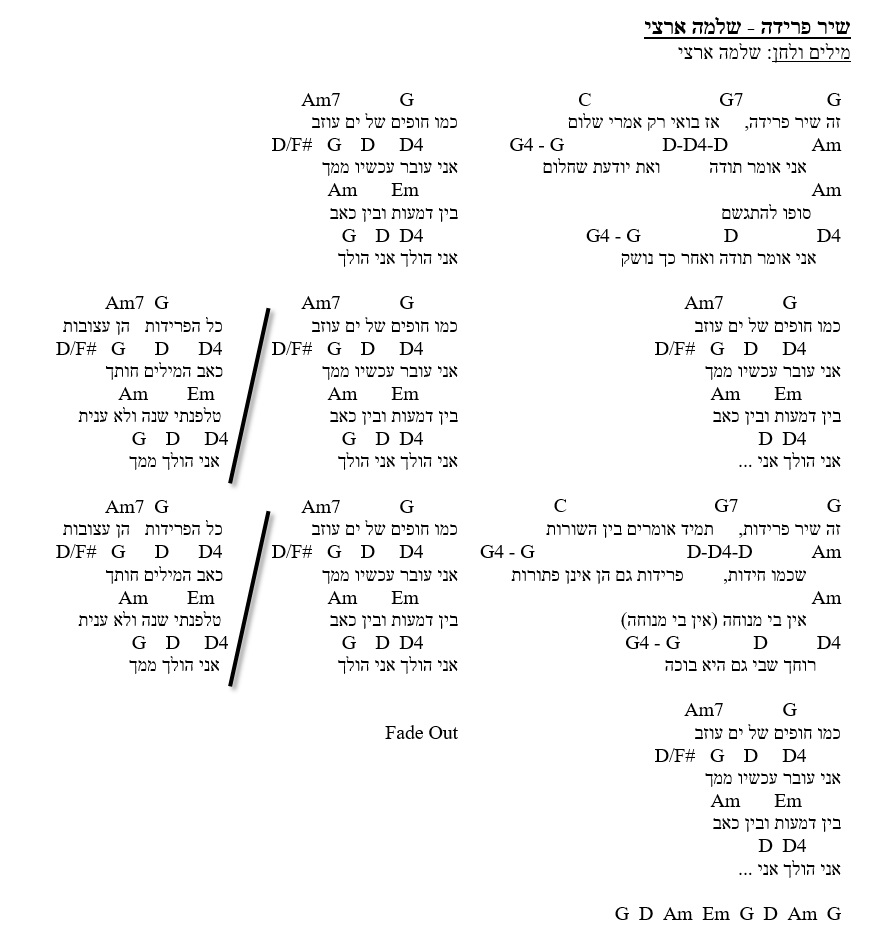 שיר פרידה - שלמה ארצי
מילים ולחן: שלמה ארצי
C G7 G
זה שיר פרידה, אז בואי רק אמרי שלום
G4 - G D-D4-D Am
אני אומר תודה ואת יודעת שחלום
Am
סופו להתגשם
G4 - G D D4
אני אומר תודה ואחר כך נושק
Am7 G
כמו חופים של ים עוזב
D/F# G D D4
אני עובר עכשיו ממך
Am Em
בין דמעות ובין כאב
D D4
אני הולך אני ...
C G7 G
זה שיר פרידות, תמיד אומרים בין השורות
G4 - G D-D4-D Am
שכמו חידות, פרידות גם הן אינן פתורות
Am
אין בי מנוחה (אין בי מנוחה)
G4 - G D D4
רוחך שבי גם היא בוכה
Am7 G
כמו חופים של ים עוזב
D/F# G D D4
אני עובר עכשיו ממך
Am Em
בין דמעות ובין כאב
D D4
אני הולך אני ...
G D Am Em G D Am G
Am7 G
כמו חופים של ים עוזב
D/F# G D D4
אני עובר עכשיו ממך
Am Em
בין דמעות ובין כאב
G D D4
אני הולך אני הולך
Am7 G
כמו חופים של ים עוזב
D/F# G D D4
אני עובר עכשיו ממך
Am Em
בין דמעות ובין כאב
G D D4
אני הולך אני הולך
Am7 G
כל הפרידות הן עצובות
D/F# G D D4
כאב המילים חותך
Am Em
טלפנתי שנה ולא ענית
G D D4
אני הולך ממך
Am7 G
כמו חופים של ים עוזב
D/F# G D D4
אני עובר עכשיו ממך
Am Em
בין דמעות ובין כאב
G D D4
אני הולך אני הולך
Am7 G
כל הפרידות הן עצובות
D/F# G D D4
כאב המילים חותך
Am Em
טלפנתי שנה ולא ענית
G D D4
אני הולך ממך
Fade Out